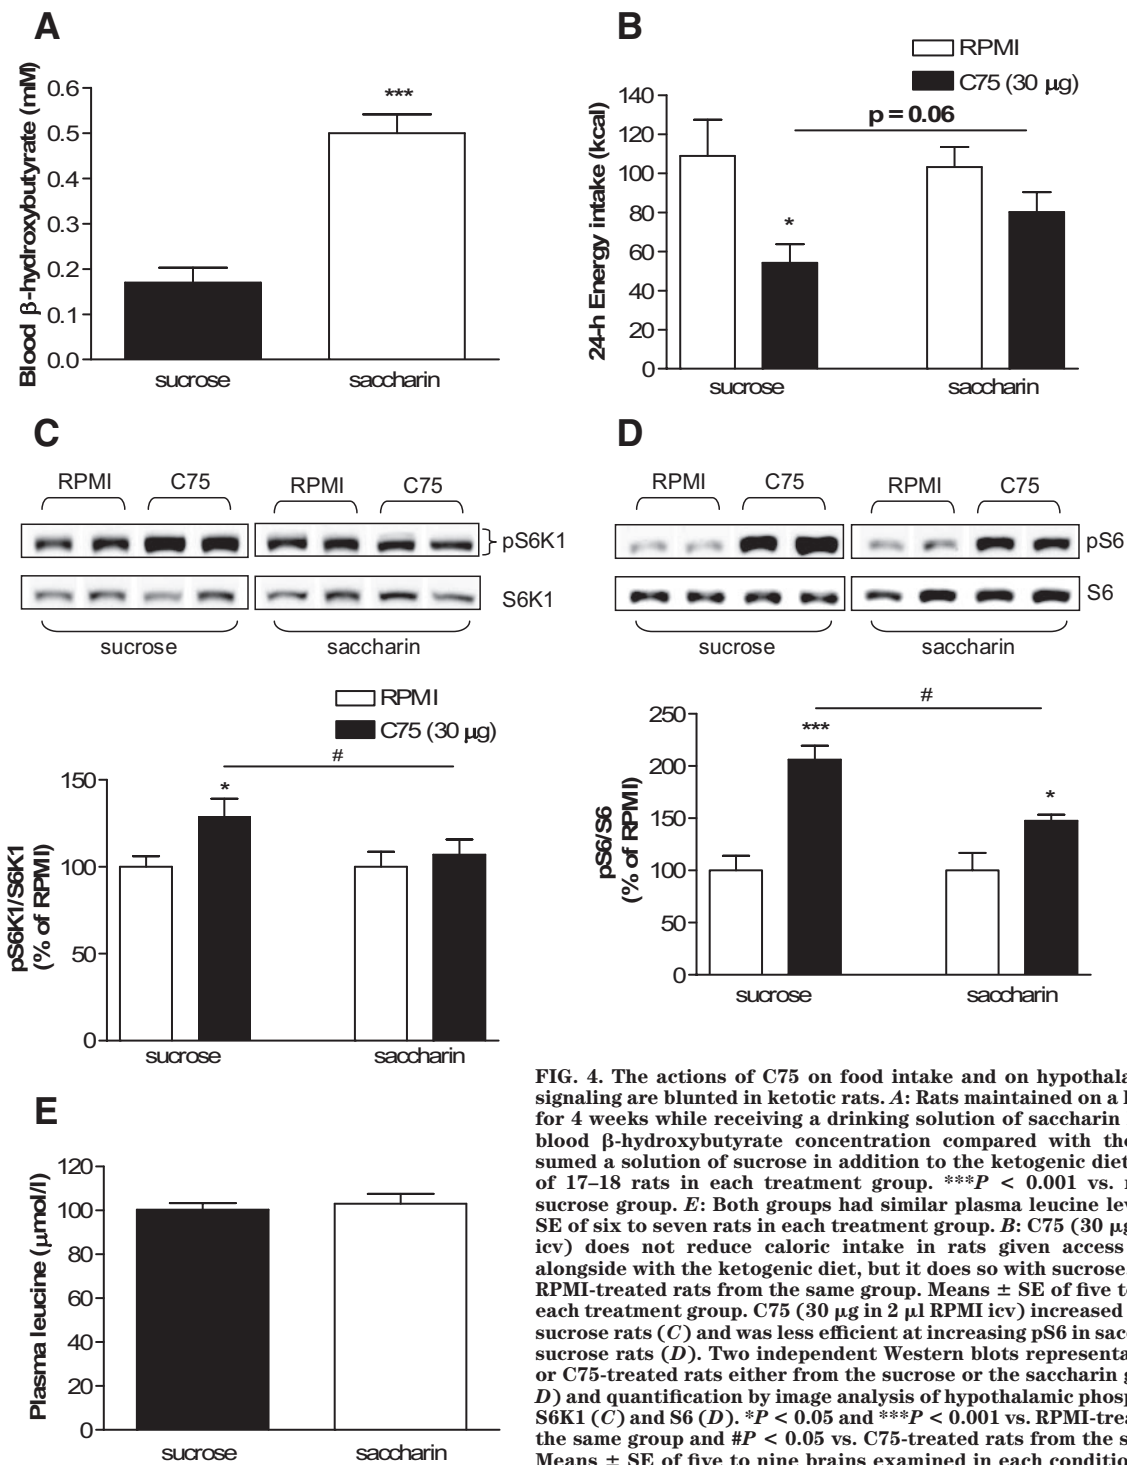 A
Blood β-hydroxybutyrate (mM)
0.6
0.5
0.4
0.3
0.2
0.1
0.0
***
sucrose
saccharin
B
RPMI
C75 (30 µg)
24-h Energy intake (kcal)
140
120
100
80
60
40
20
0
p = 0.06
*
sucrose
saccharin
C
RPMI
C75
RPMI
C75
pS6K1
S6K1
sucrose
saccharin
RPMI
C75 (30 µg)
pS6K1/S6K1
(% of RPMI)
150
100
50
0
#
*
sucrose
saccharin
D
RPMI
C75
RPMI
C75
pS6
S6
sucrose
saccharin
pS6/S6
(% of RPMI)
250
200
150
100
50
0
#
***
*
sucrose
saccharin
E
Plasma leucine (µmol/l)
120
100
80
60
40
20
0
sucrose
saccharin
FIG. 4. The actions of C75 on food intake and on hypothala
signaling are blunted in ketotic rats. A: Rats maintained on a
for 4 weeks while receiving a drinking solution of saccharin
blood β-hydroxybutyrate concentration compared with the
sumed a solution of sucrose in addition to the ketogenic diet
of 17–18 rats in each treatment group. ***P < 0.001 vs.
sucrose group. E: Both groups had similar plasma leucine lev
SE of six to seven rats in each treatment group. B: C75 (30 µg
icv) does not reduce caloric intake in rats given access
alongside with the ketogenic diet, but it does so with sucrose.
RPMI-treated rats from the same group. Means ± SE of five t
each treatment group. C75 (30 µg in 2 µl RPMI icv) increased
sucrose rats (C) and was less efficient at increasing pS6 in sac
sucrose rats (D). Two independent Western blots representa
or C75-treated rats either from the sucrose or the saccharin g
D) and quantification by image analysis of hypothalamic phosp
S6K1 (C) and S6 (D). *P < 0.05 and ***P < 0.001 vs. RPMI-trea
the same group and #P < 0.05 vs. C75-treated rats from the s
Means ± SE of five to nine brains examined in each condition